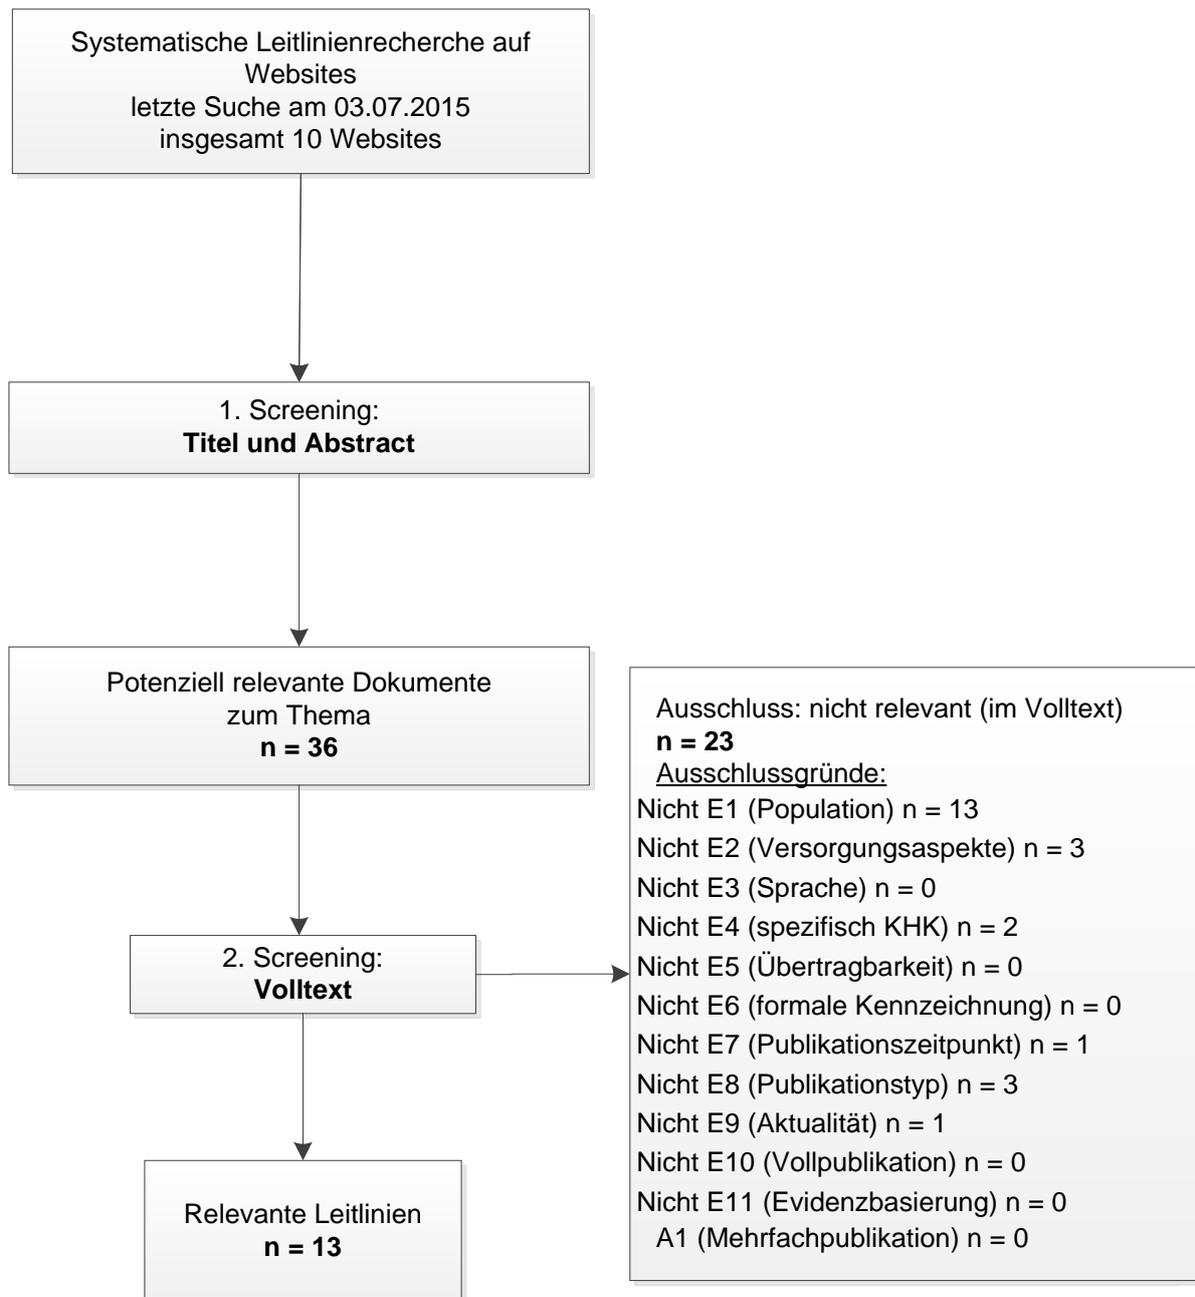 Systematische Leitlinienrecherche auf
Websites
letzte Suche am 03.07.2015
insgesamt 10 Websites
1. Screening:
Titel und Abstract
Potenziell relevante Dokumente
zum Thema
n = 36
2. Screening:
Volltext
Ausschluss: nicht relevant (im Volltext)
n = 23
Ausschlussgründe:
Nicht E1 (Population) n = 13
Nicht E2 (Versorgungsaspekte) n = 3
Nicht E3 (Sprache) n = 0
Nicht E4 (spezifisch KHK) n = 2
Nicht E5 (Übertragbarkeit) n = 0
Nicht E6 (formale Kennzeichnung) n = 0
Nicht E7 (Publikationszeitpunkt) n = 1
Nicht E8 (Publikationstyp) n = 3
Nicht E9 (Aktualität) n = 1
Nicht E10 (Vollpublikation) n = 0
Nicht E11 (Evidenzbasierung) n = 0
A1 (Mehrfachpublikation) n = 0
Relevante Leitlinien
n = 13